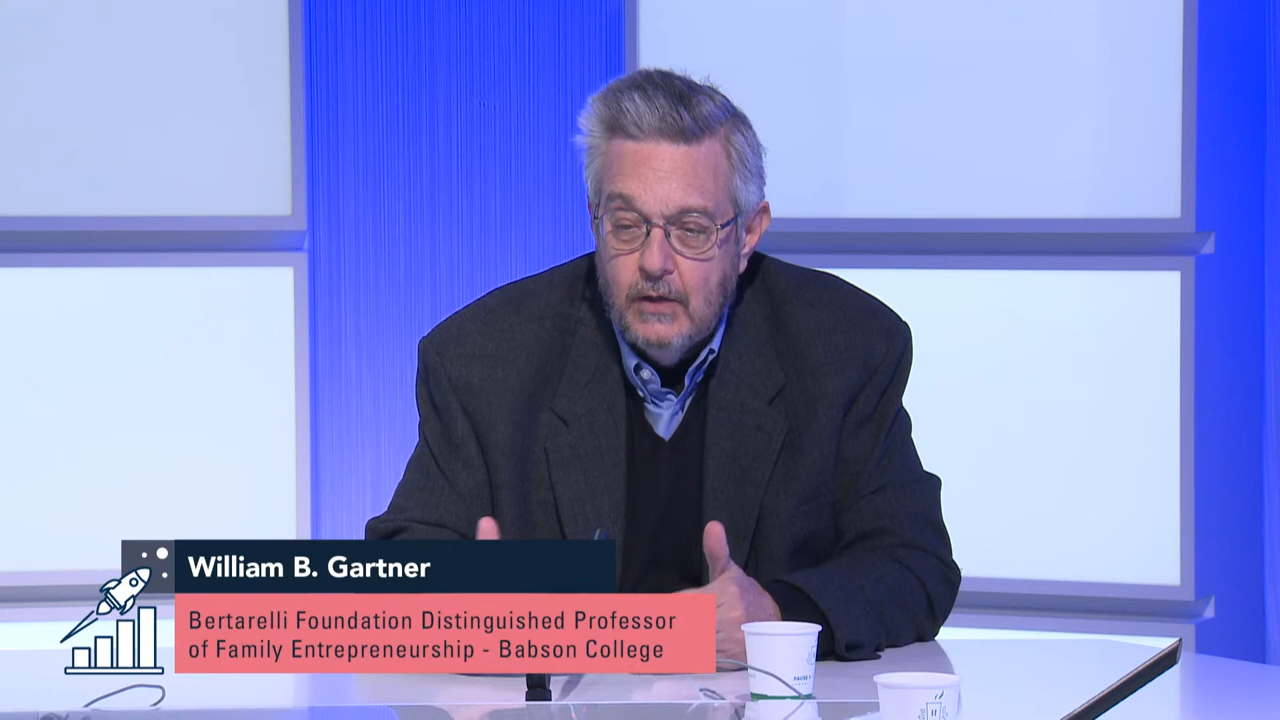 William B. Gartner
Bertarelli Foundation Distinguished Professor
of Family Entrepreneurship - Babson College